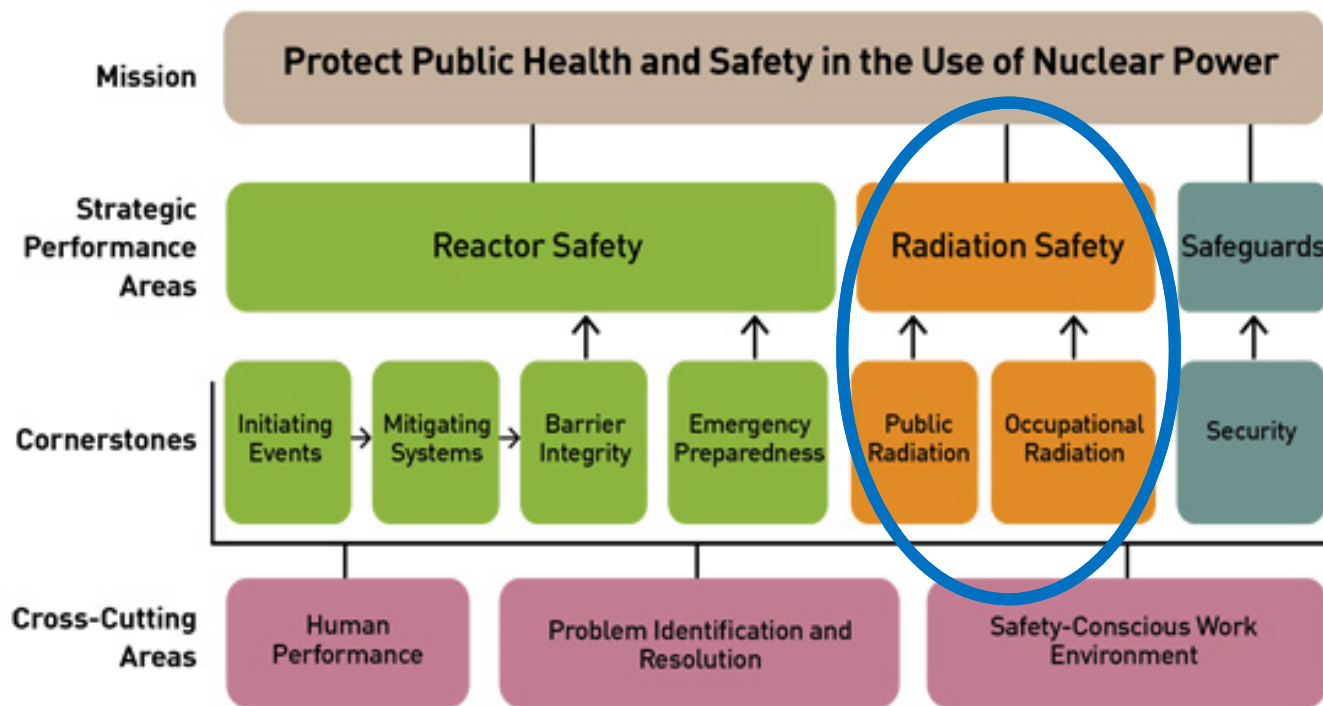 Mission
Protect Public Health and Safety in the Use of Nuclear Power
Strategic
Performance
Areas
Reactor Safety
Radiation Safety
Safeguards
Cornerstones
Initiating
Events
Mitigating
Systems
Barrier
Integrity
Emergency
Preparedness
Public
Radiation
Occupational
Radiation
Security
Cross-Cutting
Areas
Human
Performance
Problem Identification and
Resolution
Safety-Conscious Work
Environment